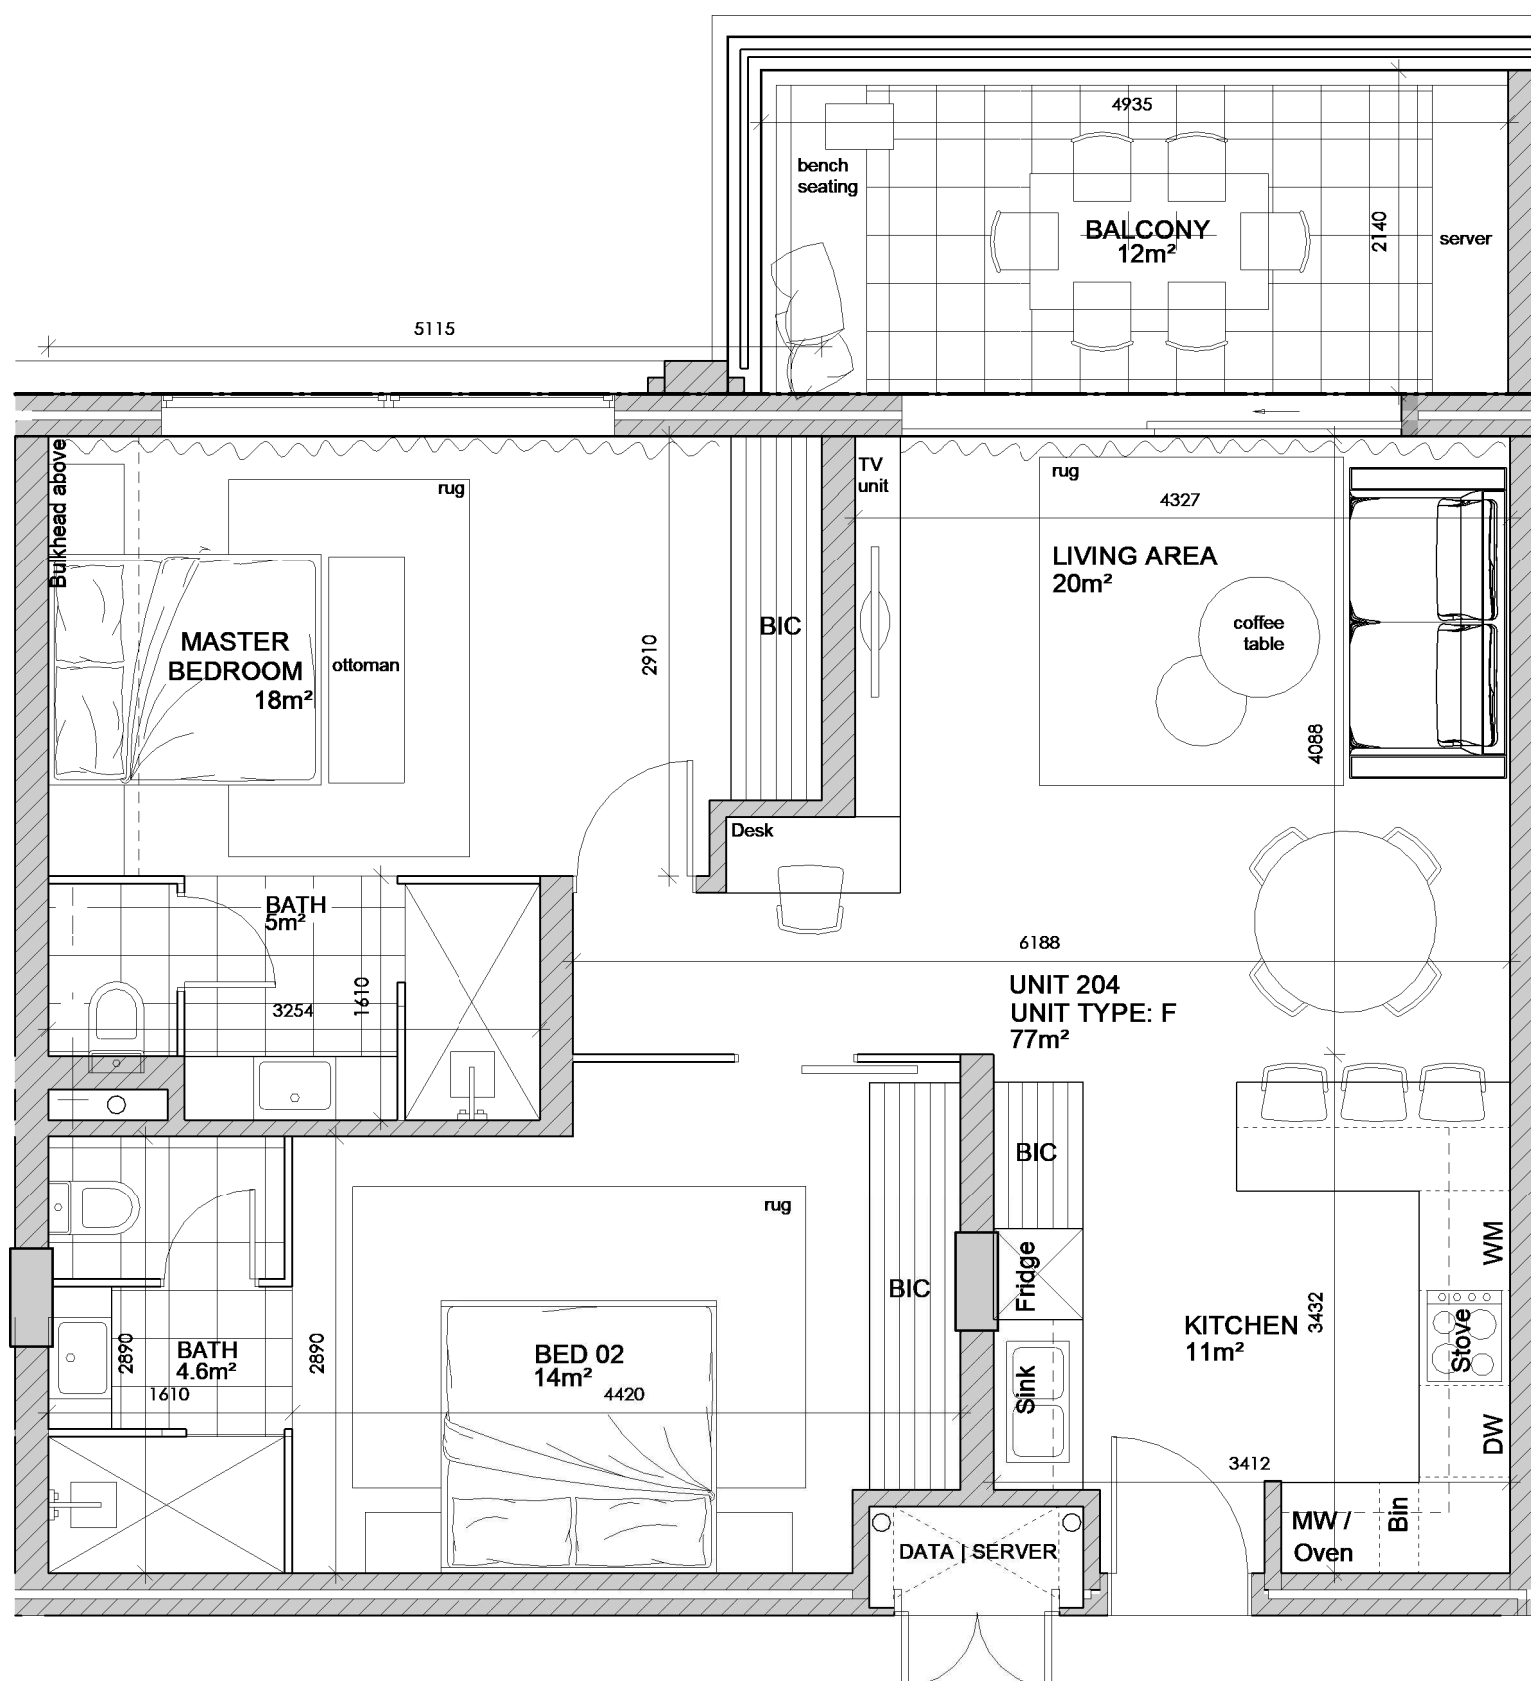 4935
bench
seating
BALCONY
12m²
2140
server
5115
Bulkhead above
rug
TV
unit
rug
4327
LIVING AREA
20m²
BIC
coffee
table
MASTER
BEDROOM
18m²
ottoman
2910
4088
Desk
BATH
5m²
6188
1610
3254
UNIT 204
UNIT TYPE: F
77m²
BIC
rug
WM
Fridge
BIC
3432
KITCHEN
11m²
Stove
2890
2890
BATH
4.6m²
BED 02
14m²
1610
4420
Sink
DW
3412
MW /
Oven
Bin
DATA | SERVER